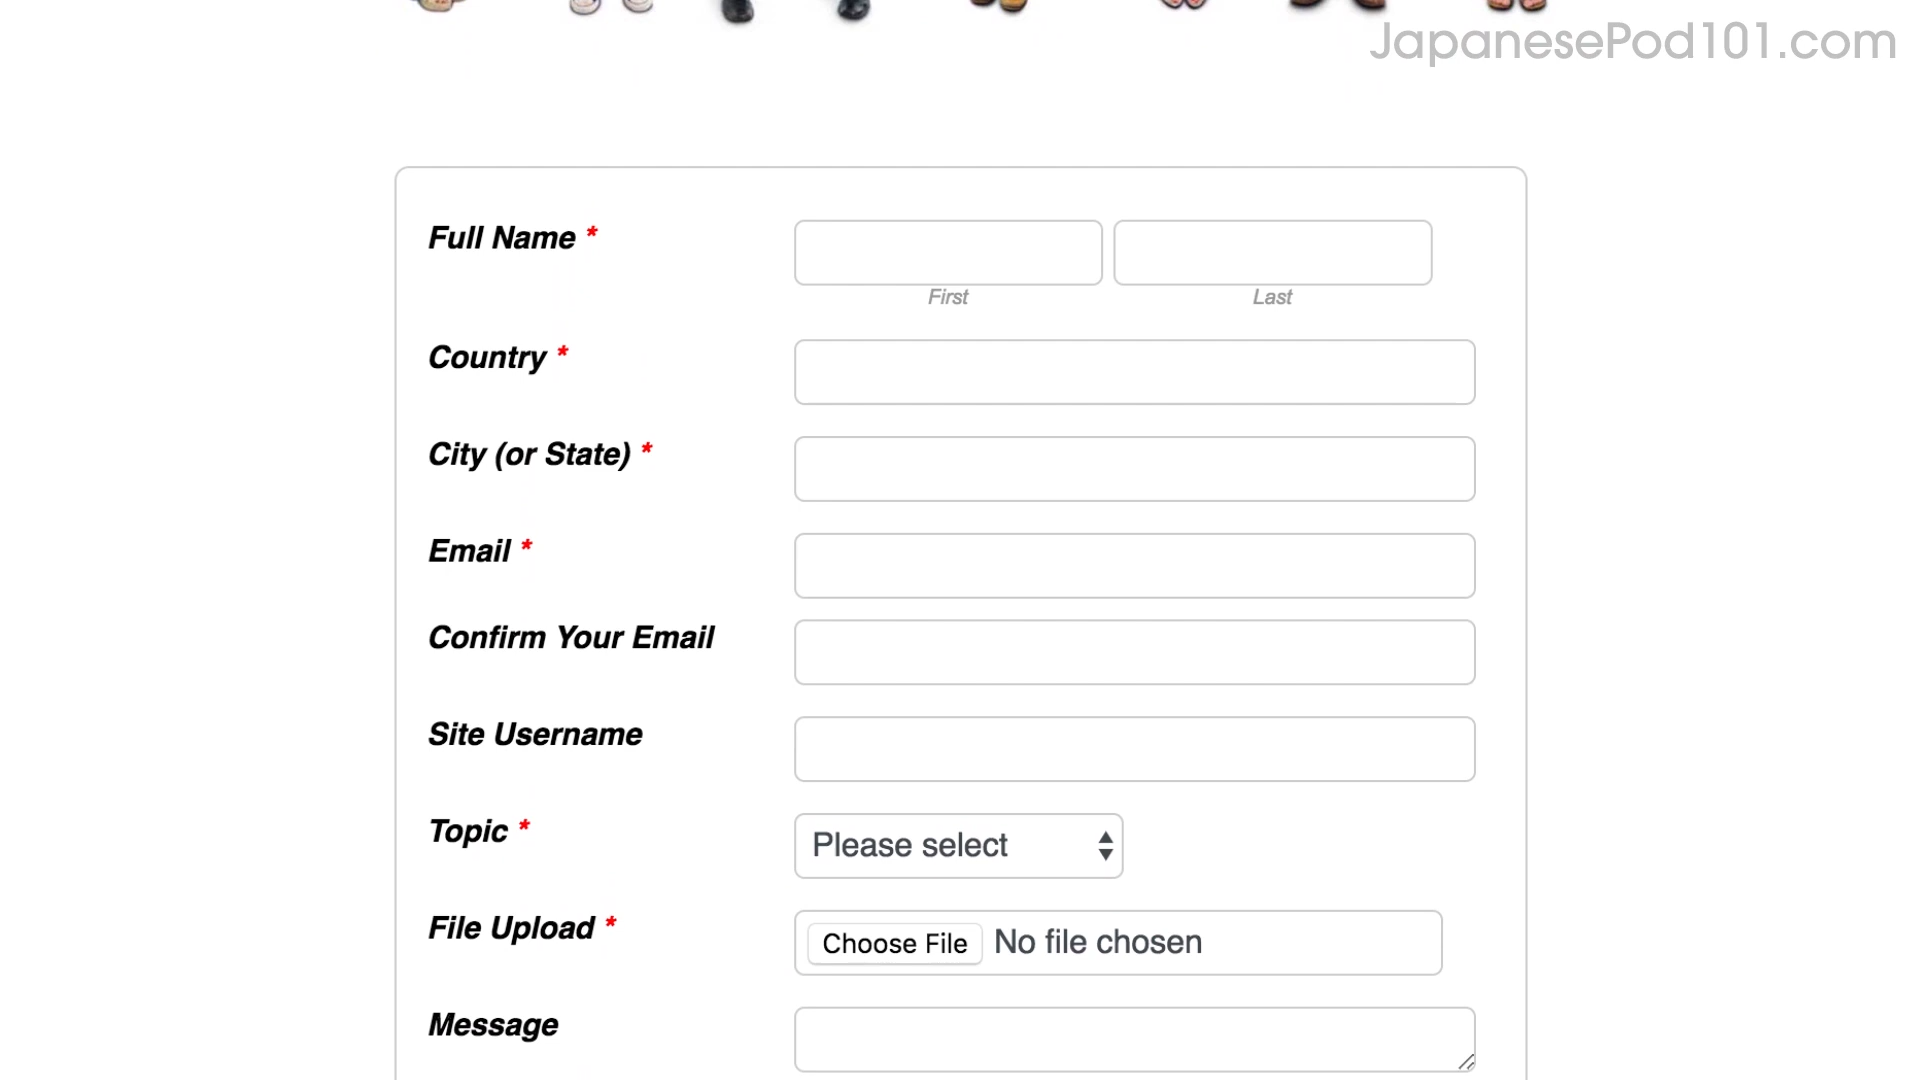 JapanesePod101.com
Full Name *
First Last
Country *
City (or State) *
Email *
Confirm Your Email
Site Username
Topic * Please select
File Upload * Choose File No file chosen
Message